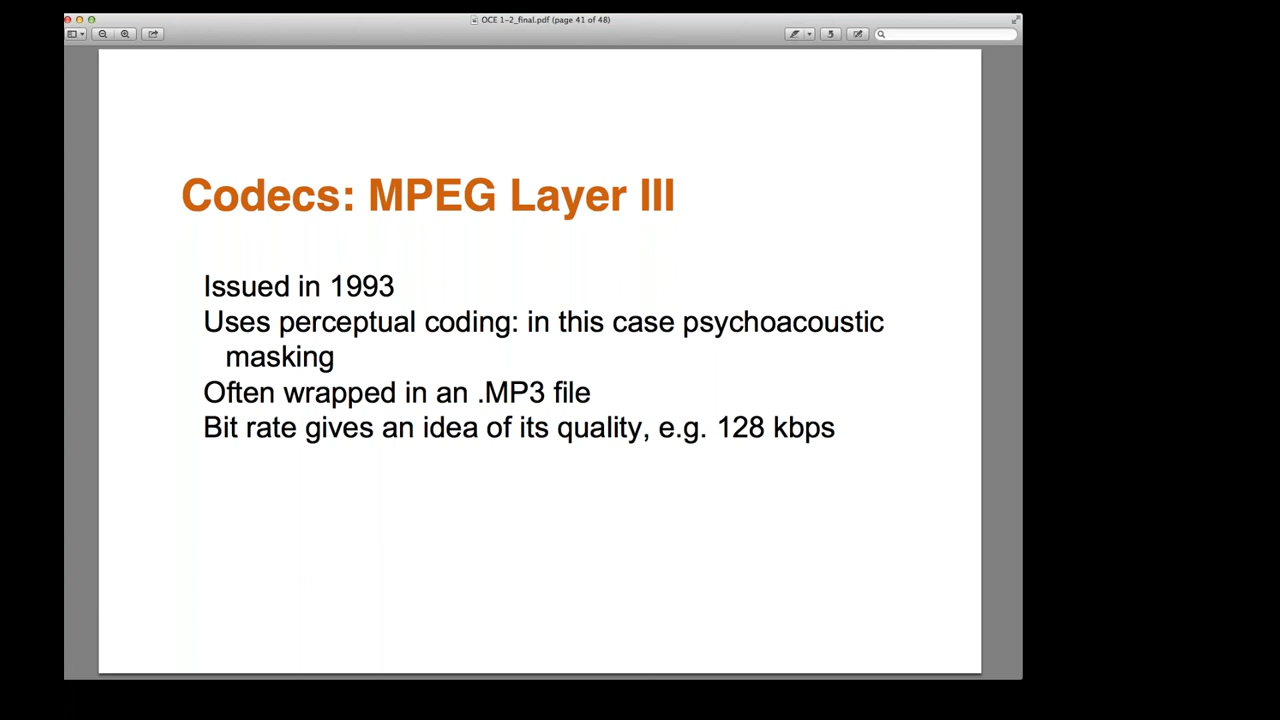 OCE 1-2_final.pdf (page 41 of 48)
Codecs: MPEG Layer III
Issued in 1993
Uses perceptual coding: in this case psychoacoustic
masking
Often wrapped in an .MP3 file
Bit rate gives an idea of its quality, e.g. 128 kbps